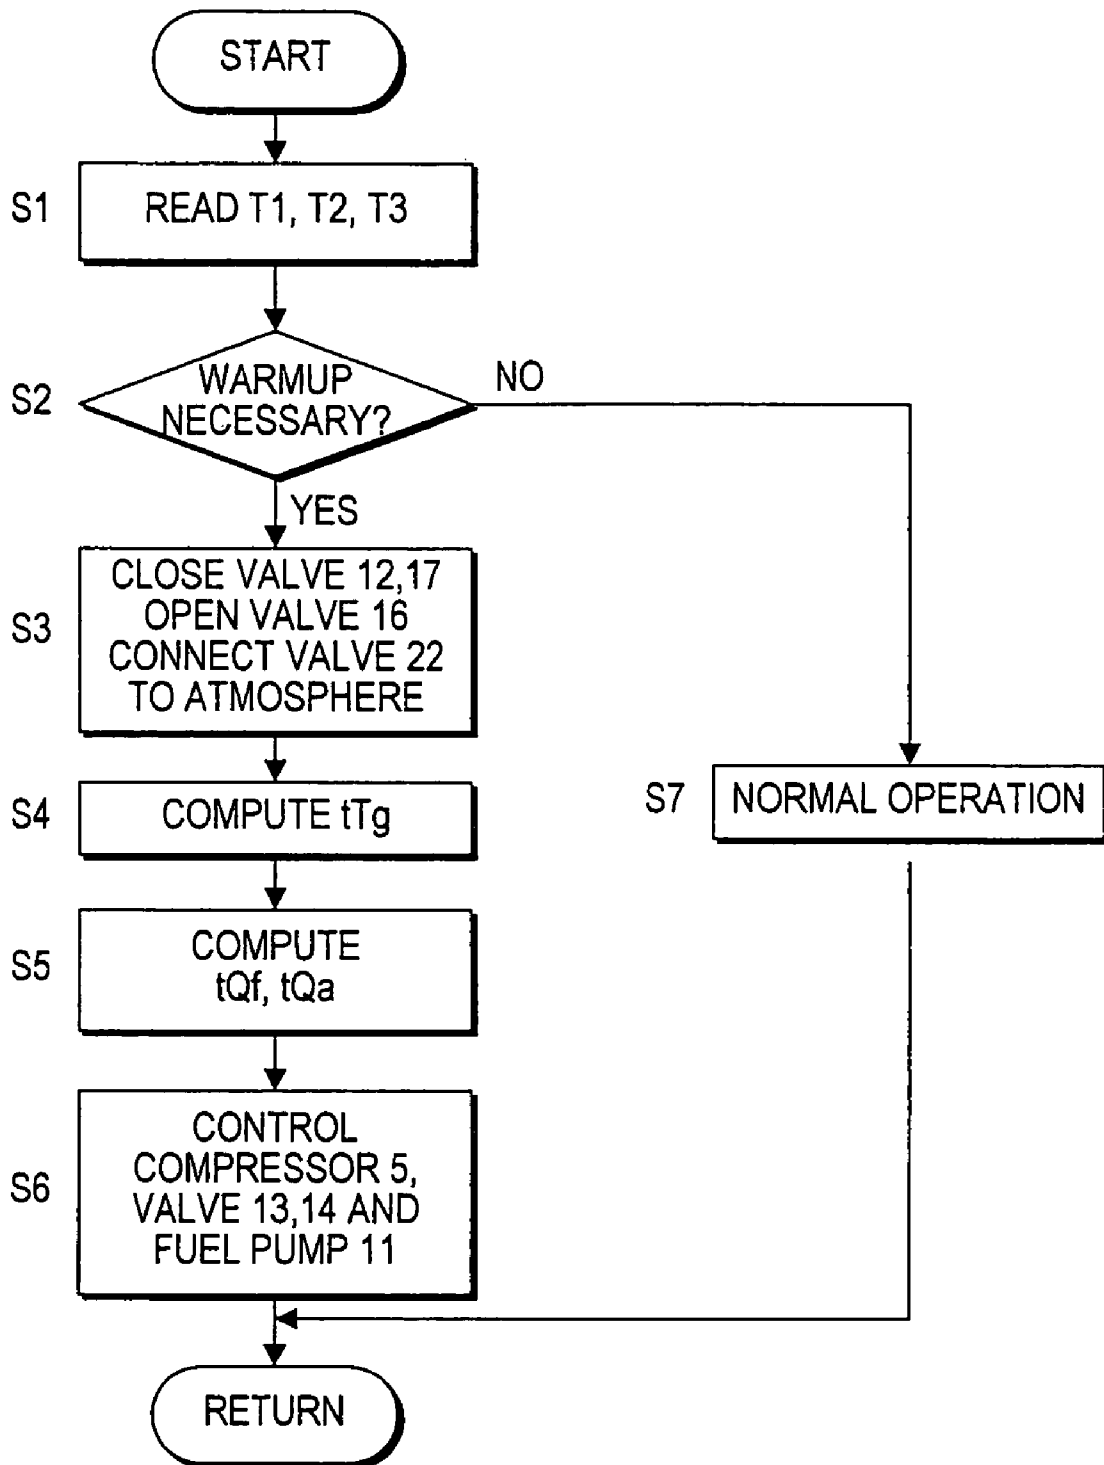 START
S1
READ T1, T2, T3
S2
WARMUP
NECESSARY?
NO
YES
S3
CLOSE VALVE 12,17
OPEN VALVE 16
CONNECT VALVE 22
TO ATMOSPHERE
S4
COMPUTE tTg
S7
NORMAL OPERATION
S5
COMPUTE
tQf, tQa
S6
CONTROL
COMPRESSOR 5,
VALVE 13,14 AND
FUEL PUMP 11
RETURN